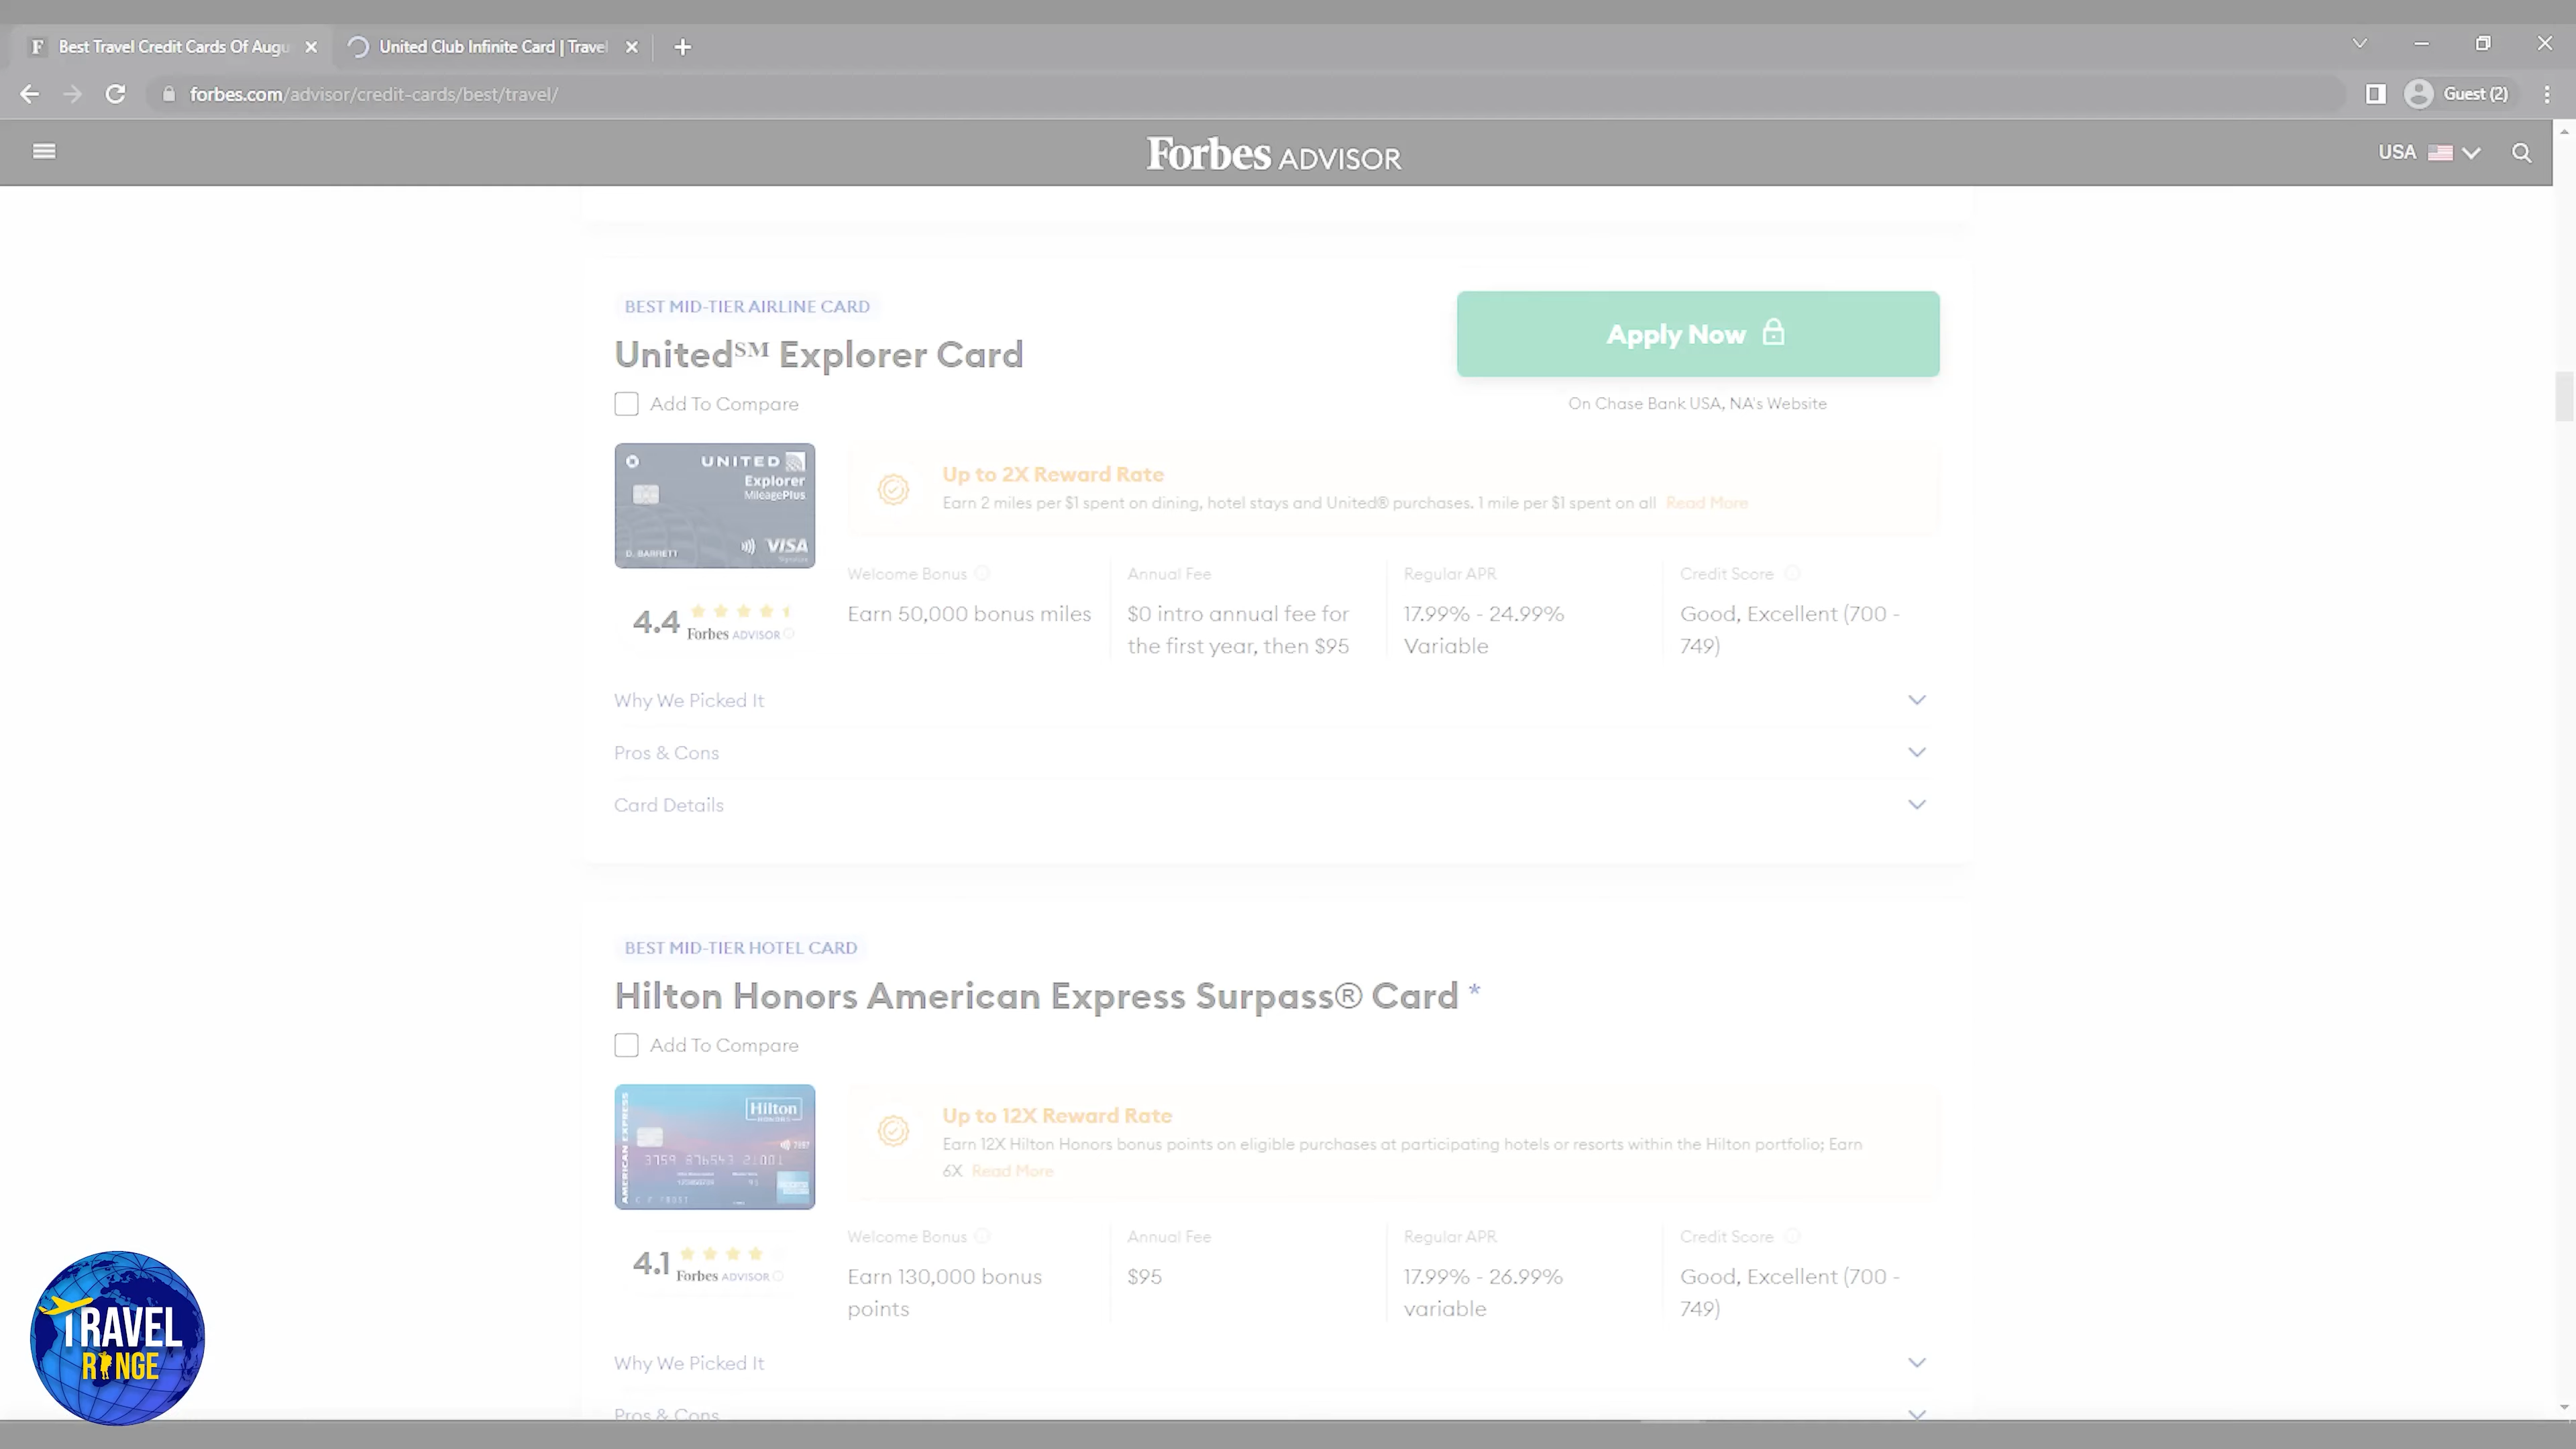 Best Travel Credit Cards Of Augu
United Club Infinite Card | Travel
forbes.com/advisor/credit-cards/best/travel/
Guest (2)
Forbes ADVISOR
USA
BEST MID-TIER AIRLINE CARD
United℠ Explorer Card
Apply Now
Add To Compare
On Chase Bank USA, NA's Website
UNITED
Explorer
MileagePlus
D. BARRETT
VISA
Signature
Up to 2X Reward Rate
Earn 2 miles per $1 spent on dining, hotel stays and United® purchases. 1 mile per $1 spent on all Read More
4.4
Forbes ADVISOR
Welcome Bonus
Earn 50,000 bonus miles
Annual Fee
$0 intro annual fee for
the first year, then $95
Regular APR
17.99% - 24.99%
Variable
Credit Score
Good, Excellent (700 -
749)
Why We Picked It
Pros & Cons
Card Details
BEST MID-TIER HOTEL CARD
Hilton Honors American Express Surpass® Card *
Add To Compare
AMERICAN EXPRESS
Hilton
HONORS
3759 876543 21001
C F FROST
Up to 12X Reward Rate
Earn 12X Hilton Honors bonus points on eligible purchases at participating hotels or resorts within the Hilton portfolio; Earn
6X Read More
4.1
Forbes ADVISOR
Welcome Bonus
Earn 130,000 bonus
points
Annual Fee
$95
Regular APR
17.99% - 26.99%
variable
Credit Score
Good, Excellent (700 -
749)
Why We Picked It
Pros & Cons
TRAVEL
RANGE